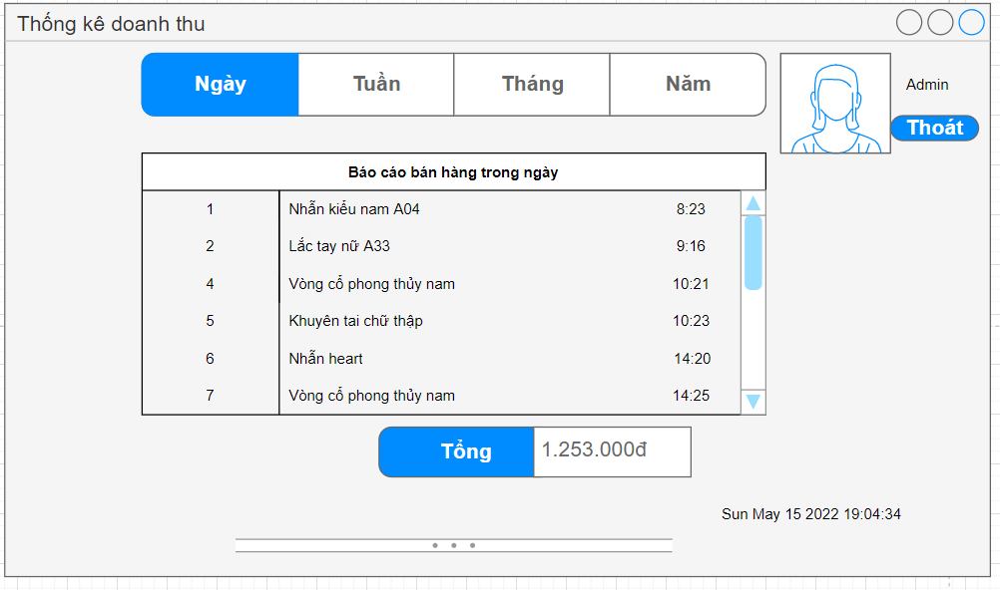 Thống kê doanh thu
Ngày Tuần Tháng Năm
Admin
Thoát
Báo cáo bán hàng trong ngày
1 Nhẫn kiểu nam A04 8:23
2 Lắc tay nữ A33 9:16
4 Vòng cổ phong thủy nam 10:21
5 Khuyên tai chữ thập 10:23
6 Nhẫn heart 14:20
7 Vòng cổ phong thủy nam 14:25
Tổng 1.253.000đ
Sun May 15 2022 19:04:34